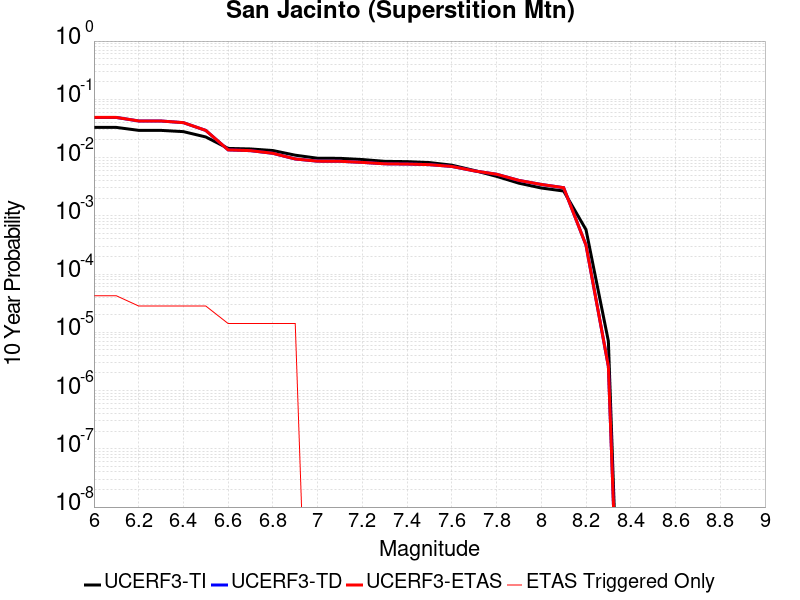 San Jacinto (Superstition Mtn)
10 0
10 -1
10 -2
10 -3
10 -4
10 -5
10 -6
10 -7
10 -8
10 Year Probability
6 6.2 6.4 6.6 6.8 7 7.2 7.4 7.6 7.8 8 8.2 8.4 8.6 8.8 9
Magnitude
UCERF3-TI UCERF3-TD UCERF3-ETAS ETAS Triggered Only